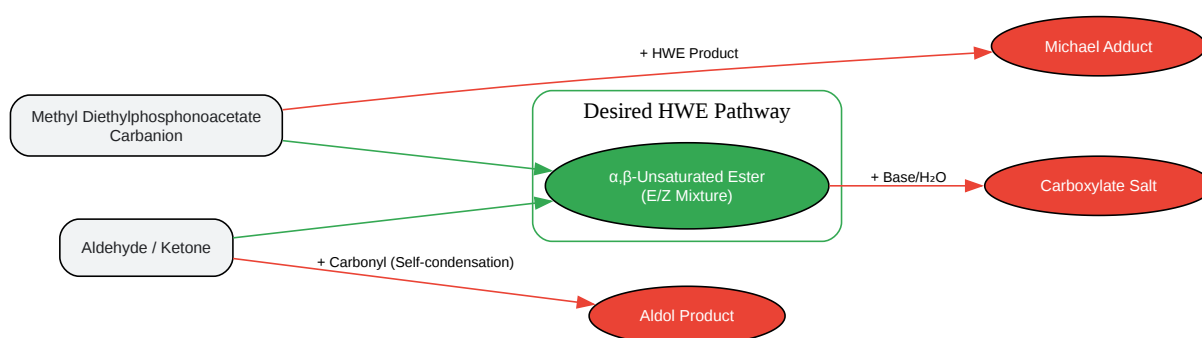 Michael Adduct
+ HWE Product
Methyl Diethylphosphonoacetate
Carbanion
Desired HWE Pathway
α,β-Unsaturated Ester
(E/Z Mixture)
+ Base/H₂O
Carboxylate Salt
Aldehyde / Ketone
+ Carbonyl (Self-condensation)
Aldol Product